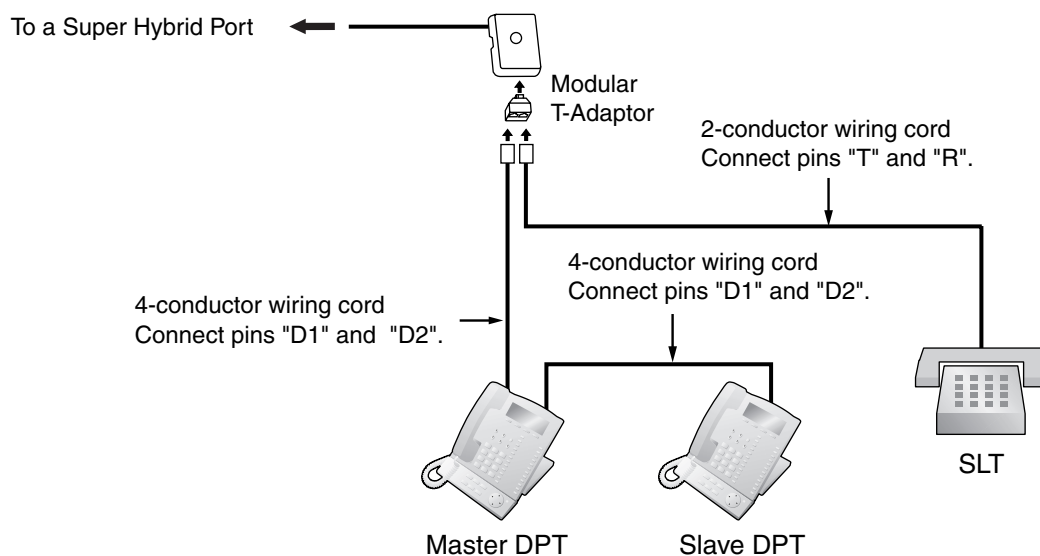 To a Super Hybrid Port
Modular
T-Adaptor
2-conductor wiring cord
Connect pins "T" and "R".
4-conductor wiring cord
Connect pins "D1" and "D2".
4-conductor wiring cord
Connect pins "D1" and "D2".
SLT
Master DPT
Slave DPT